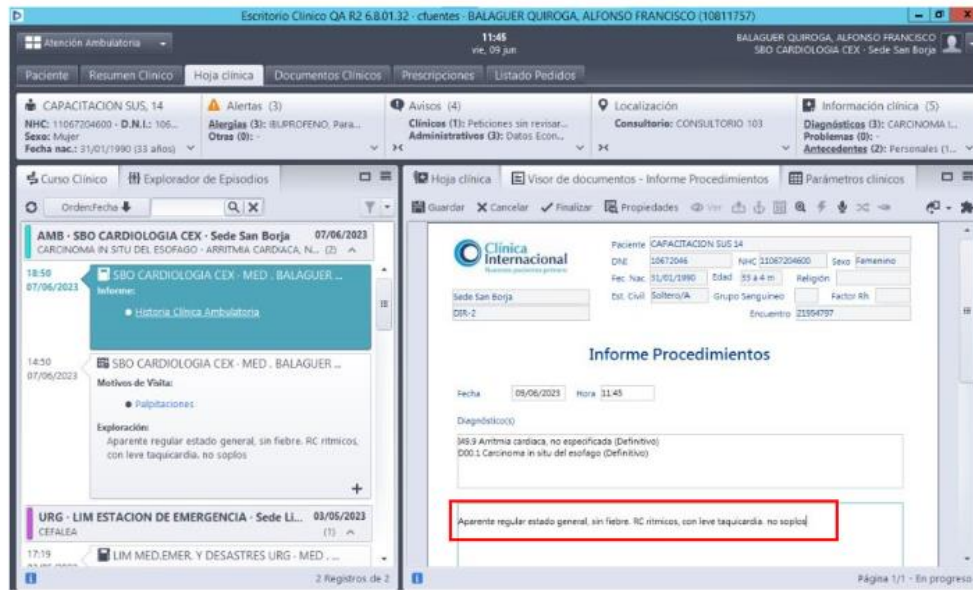 Escritorio Clinico QA R2 6.8.01.32 - cfuentes - BALAGUER QUIROGA, ALFONSO FRANCISCO (10811757)
Atención Ambulatoria
11:45
vie, 09 jun
BALAGUER QUIROGA, ALFONSO FRANCISCO
SBO CARDIOLOGIA CEX - Sede San Borja
Paciente Resumen Clínico Hoja clínica Documentos Clínicos Prescripciones Listado Pedidos
CAPACITACION SUS, 14
NHC: 11067204600 - D.N.I.: 106...
Sexo: Mujer
Fecha nac.: 31/01/1990 (33 años)
Alertas (3)
Alergias (3): IBUPROFENO, Para...
Otras (0): -
Avisos (4)
Clínicos (1): Peticiones sin revisar...
Administrativos (3): Datos Econ...
Localización
Consultorio: CONSULTORIO 103
Información clínica (5)
Diagnósticos (3): CARCINOMA I...
Problemas (0): -
Antecedentes (2): Personales (1...
Curso Clínico Explorador de Episodios
Orden:Fecha
AMB - SBO CARDIOLOGIA CEX - Sede San Borja 07/06/2023
CARCINOMA IN SITU DEL ESOFAGO - ARRITMIA CARDIACA, N... (2)
18:50
07/06/2023
SBO CARDIOLOGIA CEX - MED . BALAGUER ...
Informe:
Historia Clínica Ambulatoria
14:50
07/06/2023
SBO CARDIOLOGIA CEX - MED . BALAGUER ...
Motivos de Visita:
Palpitaciones
Exploración:
Aparente regular estado general, sin fiebre. RC ritmicos,
con leve taquicardia. no soplos
URG - LIM ESTACION DE EMERGENCIA - Sede Li... 03/05/2023
CEFALEA (1)
17:19
LIM MED.EMER. Y DESASTRES URG - MED . ...
2 Registros de 2
Hoja clínica Visor de documentos - Informe Procedimientos Parámetros clínicos
Guardar Cancelar Finalizar Propiedades Ver
Clínica
Internacional
Nuestros pacientes primero
Paciente CAPACITACION SUS 14
DNI 10672046 NHC 11067204600 Sexo Femenino
Fec. Nac 31/01/1990 Edad 33 a 4 m Religión
Est. Civil Soltero/A Grupo Sanguíneo Factor Rh
Encuentro 21954797
Sede San Borja
DIR-2
Informe Procedimientos
Fecha 09/06/2023 Hora 11:45
Diagnóstico(s)
I49.9 Arritmia cardiaca, no especificada (Definitivo)
D00.1 Carcinoma in situ del esofago (Definitivo)
Aparente regular estado general, sin fiebre. RC ritmicos, con leve taquicardia. no soplos
Página 1/1 - En progreso